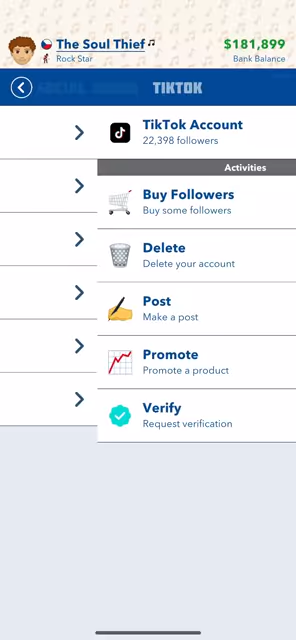 The Soul Thief
$181,899
Rock Star
Bank Balance
SOCIAL
TIKTOK
TikTok Account
22,398 followers
Activities
Buy Followers
Buy some followers
Delete
Delete your account
Post
Make a post
Promote
Promote a product
Verify
Request verification